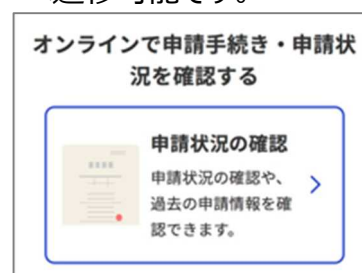 オンラインで申請手続き・申請状
況を確認する
申請状況の確認
申請状況の確認や、
過去の申請情報を確
認できます。